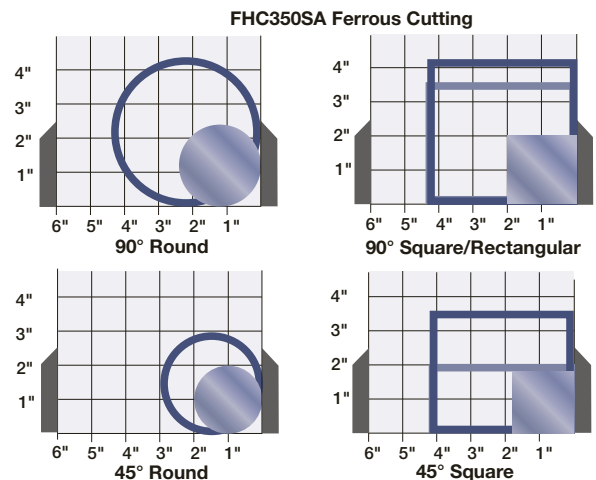 FHC350SA Ferrous Cutting
4"
3"
2"
1"
6" 5" 4" 3" 2" 1"
90° Round
4"
3"
2"
1"
6" 5" 4" 3" 2" 1"
90° Square/Rectangular
4"
3"
2"
1"
6" 5" 4" 3" 2" 1"
45° Round
4"
3"
2"
1"
6" 5" 4" 3" 2" 1"
45° Square